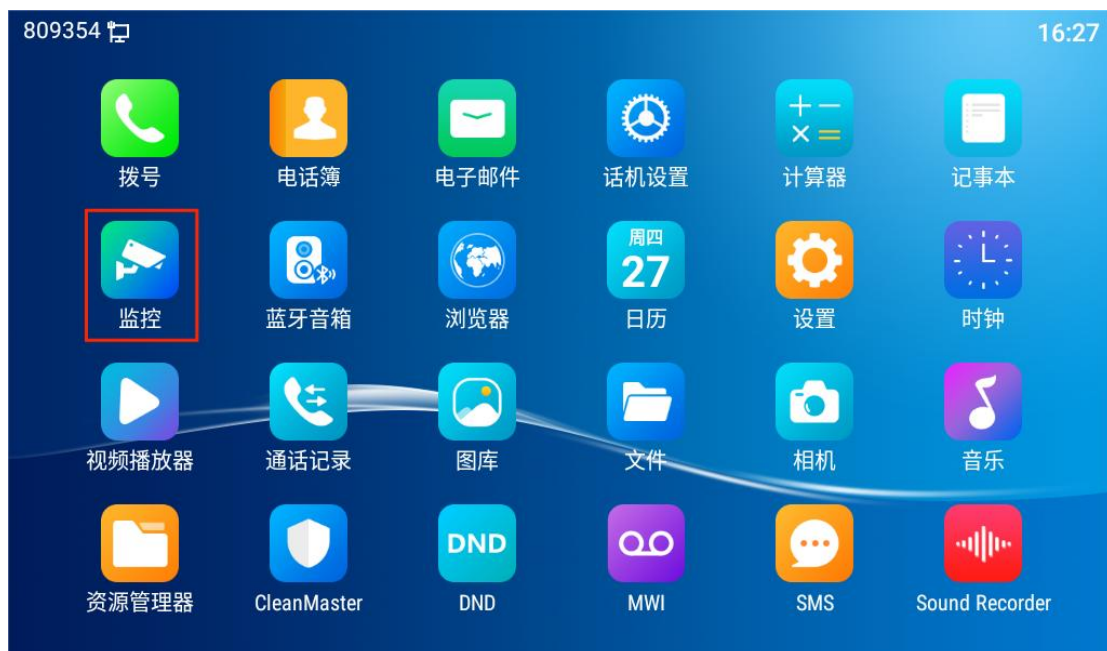 809354
16:27
拨号
电话簿
电子邮件
话机设置
计算器
记事本
周四
27
监控
蓝牙音箱
浏览器
日历
设置
时钟
视频播放器
通话记录
图库
文件
相机
音乐
DND
资源管理器
CleanMaster
DND
MWI
SMS
Sound Recorder